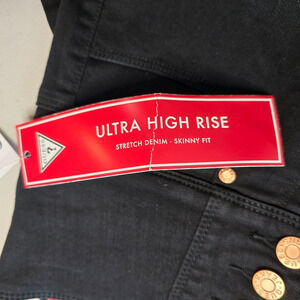 ULTRA HIGH RISE
STRETCH DENIM - SKINNY FIT
?